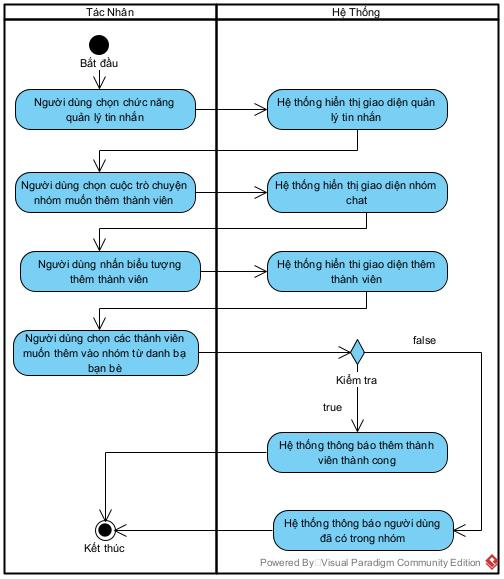 Tác Nhân
Hệ Thống
Bắt đầu
Người dùng chọn chức năng
quản lý tin nhắn
Hệ thống hiển thị giao diện quản
lý tin nhắn
Người dùng chọn cuộc trò chuyện
nhóm muốn thêm thành viên
Hệ thống hiển thị giao diện nhóm
chat
Người dùng nhấn biểu tượng
thêm thành viên
Hệ thống hiển thi giao diện thêm
thành viên
Người dùng chọn các thành viên
muốn thêm vào nhóm từ danh bạ
bạn bè
false
Kiểm tra
true
Hệ thống thông báo thêm thành
viên thành cong
Hệ thống thông báo người dùng
đã có trong nhóm
Kết thúc
Powered By Visual Paradigm Community Edition